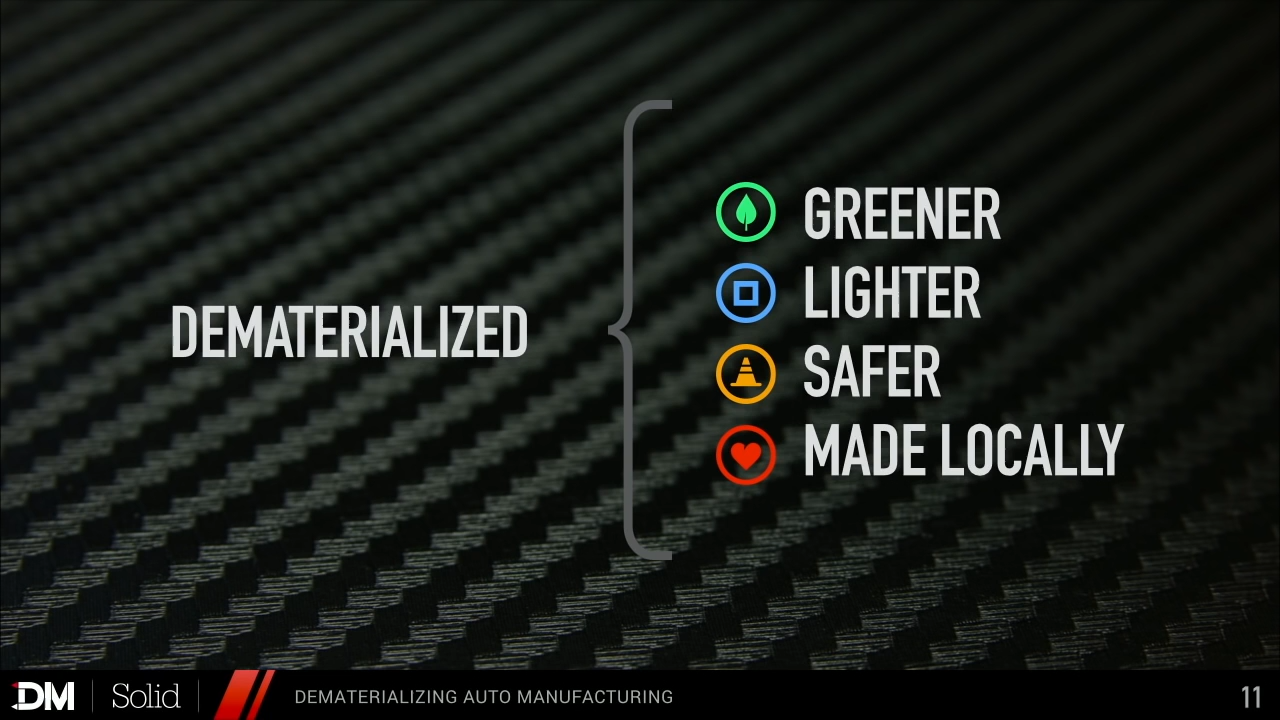 DEMATERIALIZED
GREENER
LIGHTER
SAFER
MADE LOCALLY
DM
Solid
DEMATERIALIZING AUTO MANUFACTURING
11